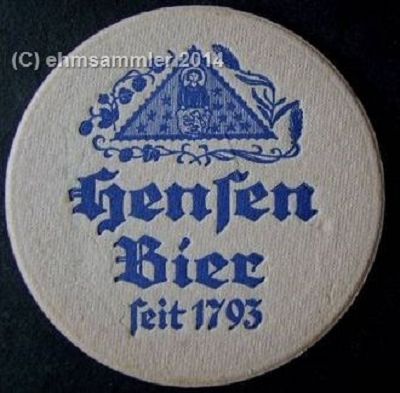 (C) ehmsammler.2014
Hensen
Bier
seit 1793